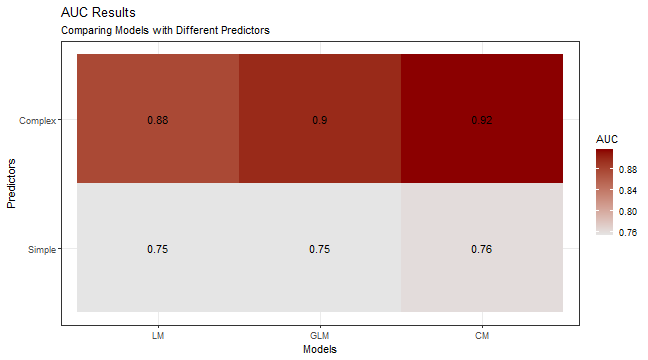 AUC Results
Comparing Models with Different Predictors
Predictors
Complex
0.88 0.9 0.92
Simple
0.75 0.75 0.76
LM GLM CM
Models
AUC
0.88
0.84
0.80
0.76